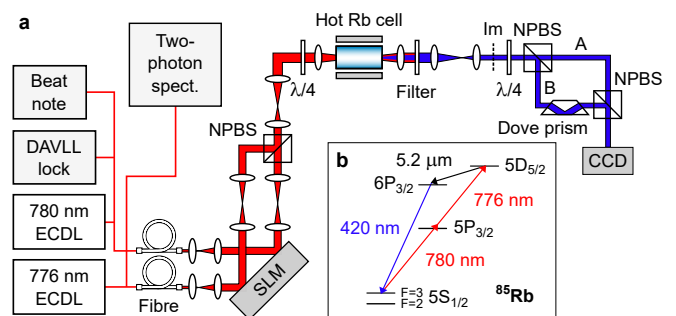 a
Hot Rb cell
Im
NPBS
A
Two-
photon
spect.
Beat
note
λ/4
Filter
λ/4
B
NPBS
Dove prism
NPBS
DAVLL
lock
CCD
b
5.2 μm
5D5/2
6P3/2
776 nm
420 nm
5P3/2
780 nm
780 nm
ECDL
776 nm
ECDL
Fibre
SLM
F=3
F=2
5S1/2
85Rb